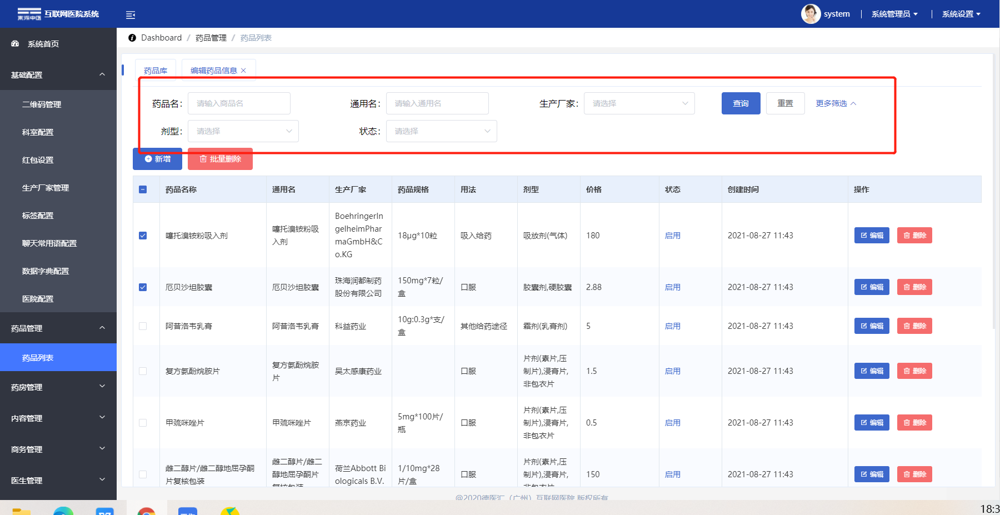 東海中医 互联网医院系统
system
系统管理员
系统设置
系统首页
基础配置
二维码管理
科室配置
红包设置
生产厂家管理
标签配置
聊天常用语配置
数据字典配置
医院配置
药品管理
药品列表
药房管理
内容管理
商务管理
医生管理
Dashboard / 药品管理 / 药品列表
药品库
编辑药品信息
药品名: 请输入商品名
通用名: 请输入通用名
生产厂家: 请选择
查询
重置
更多筛选
剂型: 请选择
状态: 请选择
新增
批量删除
药品名称 通用名 生产厂家 药品规格 用法 剂型 价格 状态 创建时间 操作
噻托溴铵粉吸入剂
噻托溴铵粉吸
入剂
BoehringerIn
gelheimPhar
maGmbH&C
o.KG
18μg*10粒
吸入给药
吸放剂(气体)
180
启用
2021-08-27 11:43
编辑
删除
厄贝沙坦胶囊
厄贝沙坦胶囊
珠海润都制药
股份有限公司
150mg*7粒/
盒
口服
胶囊剂,硬胶囊
2.88
启用
2021-08-27 11:43
编辑
删除
阿昔洛韦乳膏
阿昔洛韦乳膏
科益药业
10g:0.3g*支/
盒
其他给药途径
霜剂(乳膏剂)
5
启用
2021-08-27 11:43
编辑
删除
复方氨酚烷胺片
复方氨酚烷胺
片
吴太感康药业
口服
片剂(素片,压
制片),浸膏片,
非包衣片
1.5
启用
2021-08-27 11:43
编辑
删除
甲巯咪唑片
甲巯咪唑片
燕京药业
5mg*100片/
瓶
口服
片剂(素片,压
制片),浸膏片,
非包衣片
0.5
启用
2021-08-27 11:43
编辑
删除
雌二醇片/雌二醇地屈孕酮
片复核包装
雌二醇片/雌二
醇地屈孕酮片
复核包装
荷兰Abbott Bi
ologicals B.V.
1/10mg*28
片/盒
口服
片剂(素片,压
制片),浸膏片,
非包衣片
150
启用
2021-08-27 11:43
编辑
删除
@2020德医汇（广州）互联网医院 版权所有
18:3